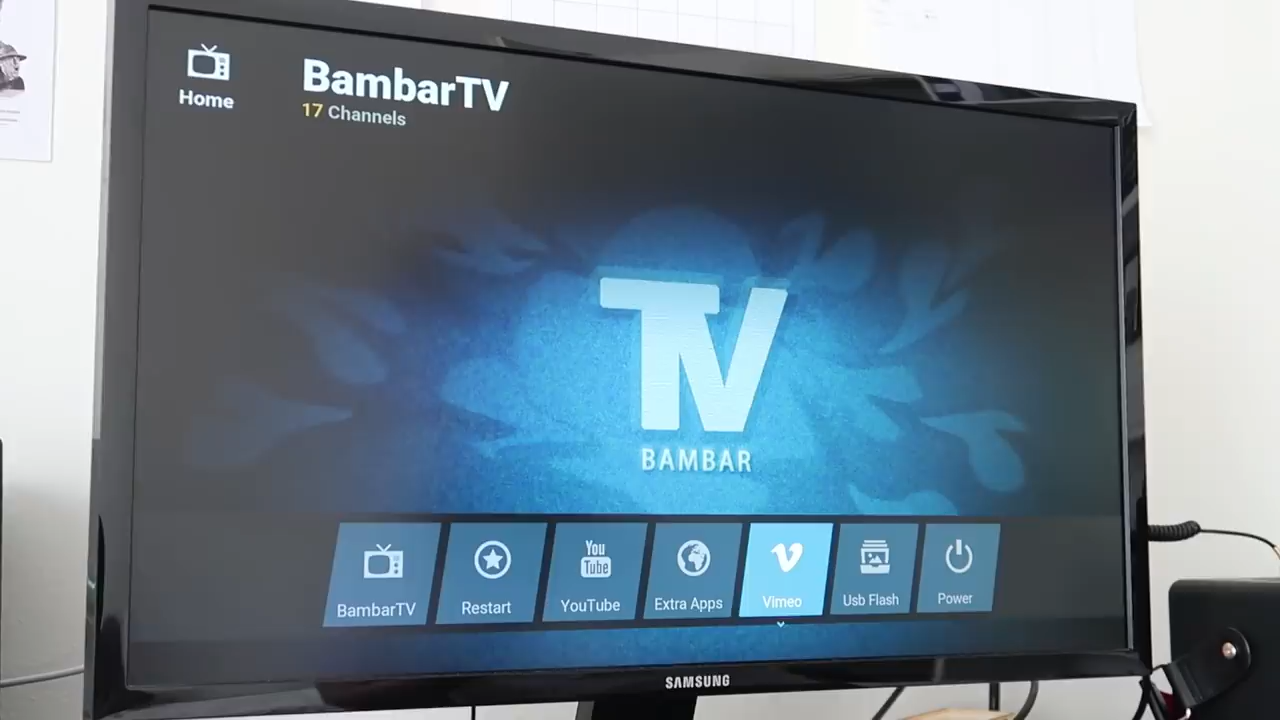 Home
BambarTV
17 Channels
TV
BAMBAR
BambarTV
Restart
You
Tube
YouTube
Extra Apps
Vimeo
Usb Flash
Power
SAMSUNG